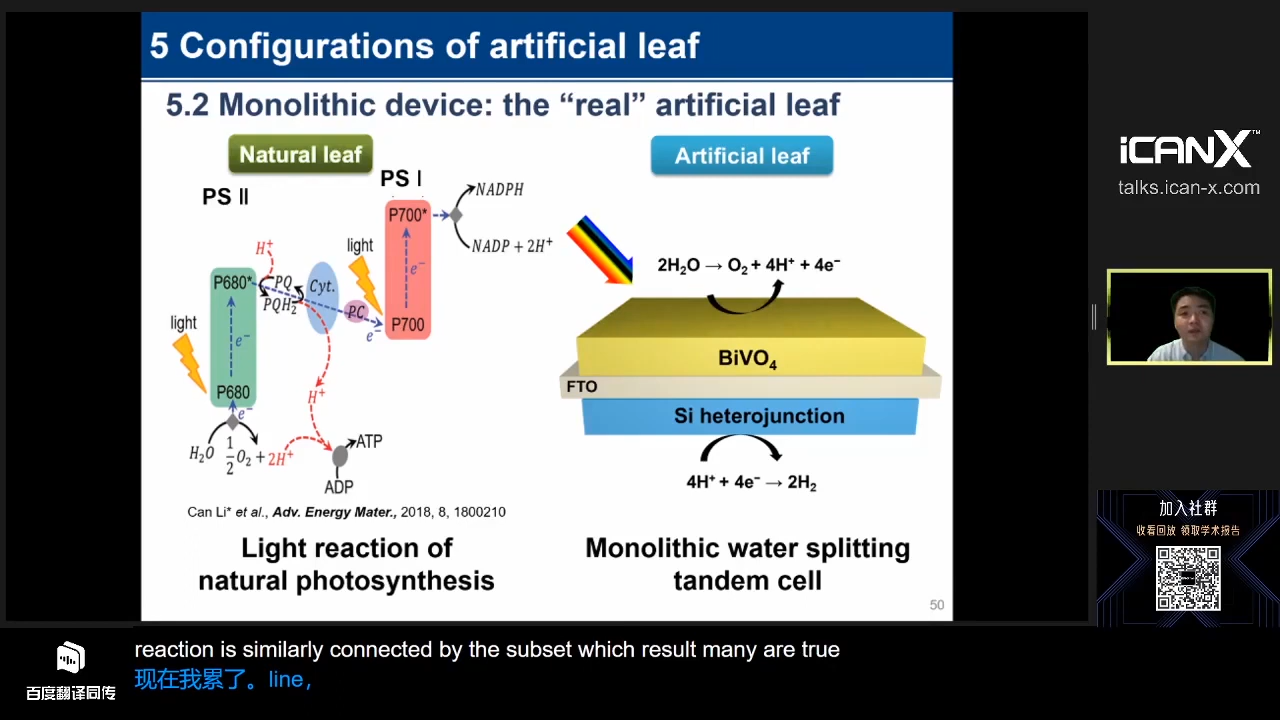 5 Configurations of artificial leaf
5.2 Monolithic device: the “real” artificial leaf
Natural leaf
Artificial leaf
PS II
PS I
P700*
NADPH
NADP + 2H⁺
light
e⁻
P700
H⁺
P680*
PQ
PQH₂
Cyt.
PC
e⁻
light
e⁻
P680
e⁻
H₂O
1/2 O₂ + 2H⁺
H⁺
ATP
ADP
2H₂O → O₂ + 4H⁺ + 4e⁻
BiVO₄
FTO
Si heterojunction
4H⁺ + 4e⁻ → 2H₂
Can Li* et al., Adv. Energy Mater., 2018, 8, 1800210
Light reaction of
natural photosynthesis
Monolithic water splitting
tandem cell
50
iCANX™
talks.ican-x.com
加入社群
收看回放 领取学术报告
百度翻译同传
reaction is similarly connected by the subset which result many are true
现在我累了。line，